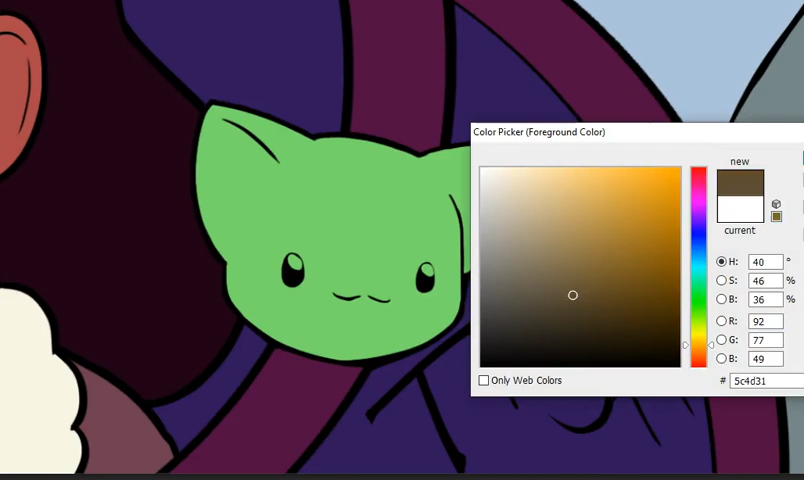 Color Picker (Foreground Color)
new
current
H: 40 °
S: 46 %
B: 36 %
R: 92
G: 77
B: 49
Only Web Colors
# 5c4d31